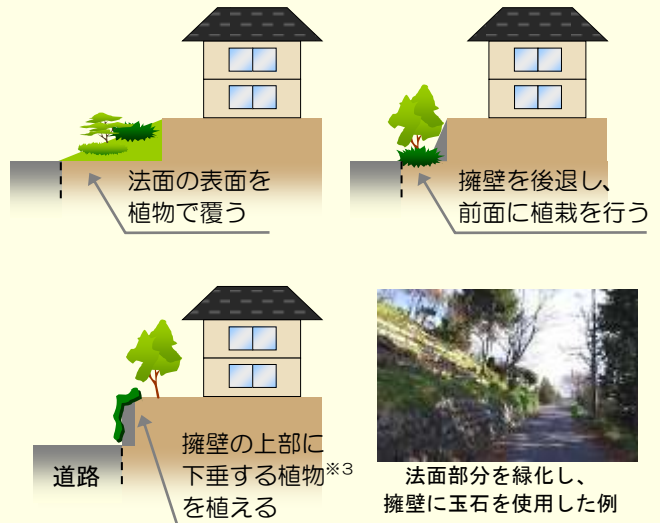 法面の表面を
植物で覆う
擁壁を後退し、
前面に植栽を行う
道路
擁壁の上部に
下垂する植物※3
を植える
法面部分を緑化し、
擁壁に玉石を使用した例